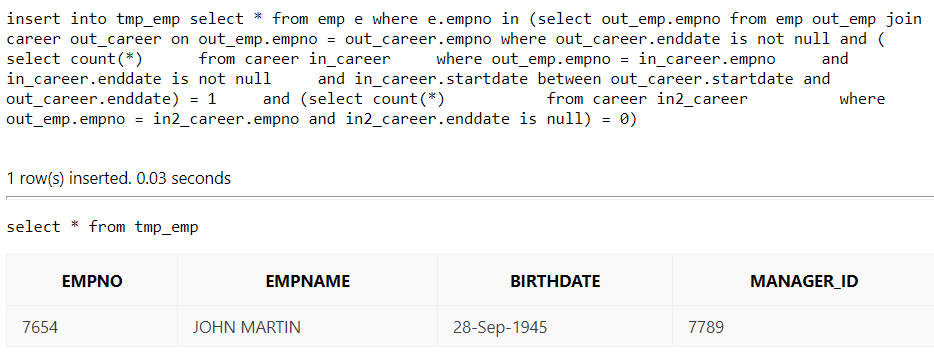 insert into tmp_emp select * from emp e where e.empno in (select out_emp.empno from emp out_emp join
career out_career on out_emp.empno = out_career.empno where out_career.enddate is not null and (
select count(*)      from career in_career     where out_emp.empno = in_career.empno     and
in_career.enddate is not null     and in_career.startdate between out_career.startdate and
out_career.enddate) = 1     and (select count(*)           from career in2_career          where
out_emp.empno = in2_career.empno and in2_career.enddate is null) = 0)
1 row(s) inserted. 0.03 seconds
select * from tmp_emp
EMPNO EMPNAME BIRTHDATE MANAGER_ID
7654 JOHN MARTIN 28-Sep-1945 7789